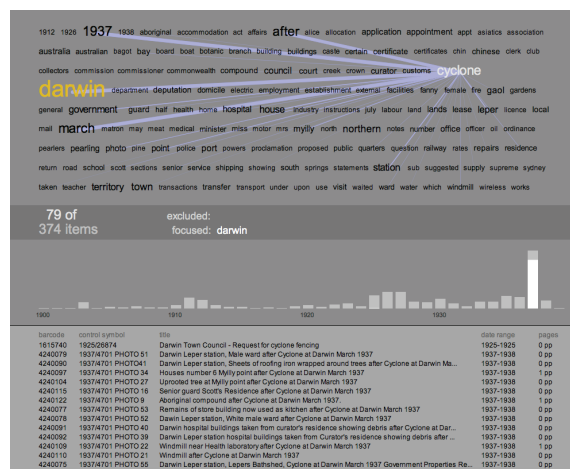 1912 1926 1937 1938 aboriginal accommodation act affairs after alice allocation application appointment appt asiatics association
australia australian bagot bay board boat botanic branch building buildings caste certain certificate certificates chin chinese clerk club
collectors commission commissioner commonwealth compound council court creek crown curator customs cyclone
darwin department deputation domicile electric employment establishment external facilities fanny female fire gaol gardens
general government guard half health home hospital house industry instructions july labour land lands lease leper licence local
mail march matron may meat medical minister miss motor mrs myilly north northern notes number office officer oil ordinance
pearlers pearling photo pine point police port powers proclamation proposed public quarters question railway rates repairs residence
return road school scott sections senior service shipping showing south springs statements station sub suggested supply supreme sydney
taken teacher territory town transactions transfer transport under upon use visit waited ward water which windmill wireless works
79 of
374 items
excluded:
focused: darwin
1900 1910 1920 1930
barcode control symbol title date range pages
1615740 1925/26874 Darwin Town Council - Request for cyclone fencing 1925-1925 0 pp
4240079 1937/4701 PHOTO 51 Darwin Leper station, Male ward after Cyclone at Darwin March 1937 1937-1938 0 pp
4240090 1937/4701 PHOTO41 Darwin Leper station, Sheets of roofing iron wrapped around trees after Cyclone at Darwin Ma... 1937-1938 0 pp
4240097 1937/4701 PHOTO 34 Houses number 6 Myilly point after Cyclone at Darwin March 1937 1937-1938 1 pp
4240104 1937/4701 PHOTO 27 Uprooted tree at Myilly point after Cyclone at Darwin March 1937 1937-1938 0 pp
4240115 1937/4701 PHOTO 16 Senior guard Scott's Residence after Cyclone at Darwin March 1937 1937-1938 0 pp
4240122 1937/4701 PHOTO 9 Aboriginal compound after Cyclone at Darwin March 1937. 1937-1938 1 pp
4240077 1937/4701 PHOTO 53 Remains of store building now used as kitchen after Cyclone at Darwin March 1937 1937-1938 0 pp
4240078 1937/4701 PHOTO 52 Dawin Leper station, White male ward after Cyclone at Darwin March 1937 1937-1938 0 pp
4240091 1937/4701 PHOTO 40 Darwin hospital buildings taken from curator's residence showing debris after Cyclone at Dar... 1937-1938 0 pp
4240092 1937/4701 PHOTO 39 Darwin Leper station hospital buildings taken from Curator's residence showing debris after ... 1937-1938 0 pp
4240109 1937/4701 PHOTO 22 Windmill near Health laboratory after Cyclone at Darwin March 1937 1937-1938 1 pp
4240110 1937/4701 PHOTO 21 Windmill after Cyclone at Darwin March 1937 1937-1938 0 pp
4240075 1937/4701 PHOTO 55 Darwin Leper station, Lepers Bathshed, Cyclone at Darwin March 1937 Government Properties Re... 1937-1938 0 pp